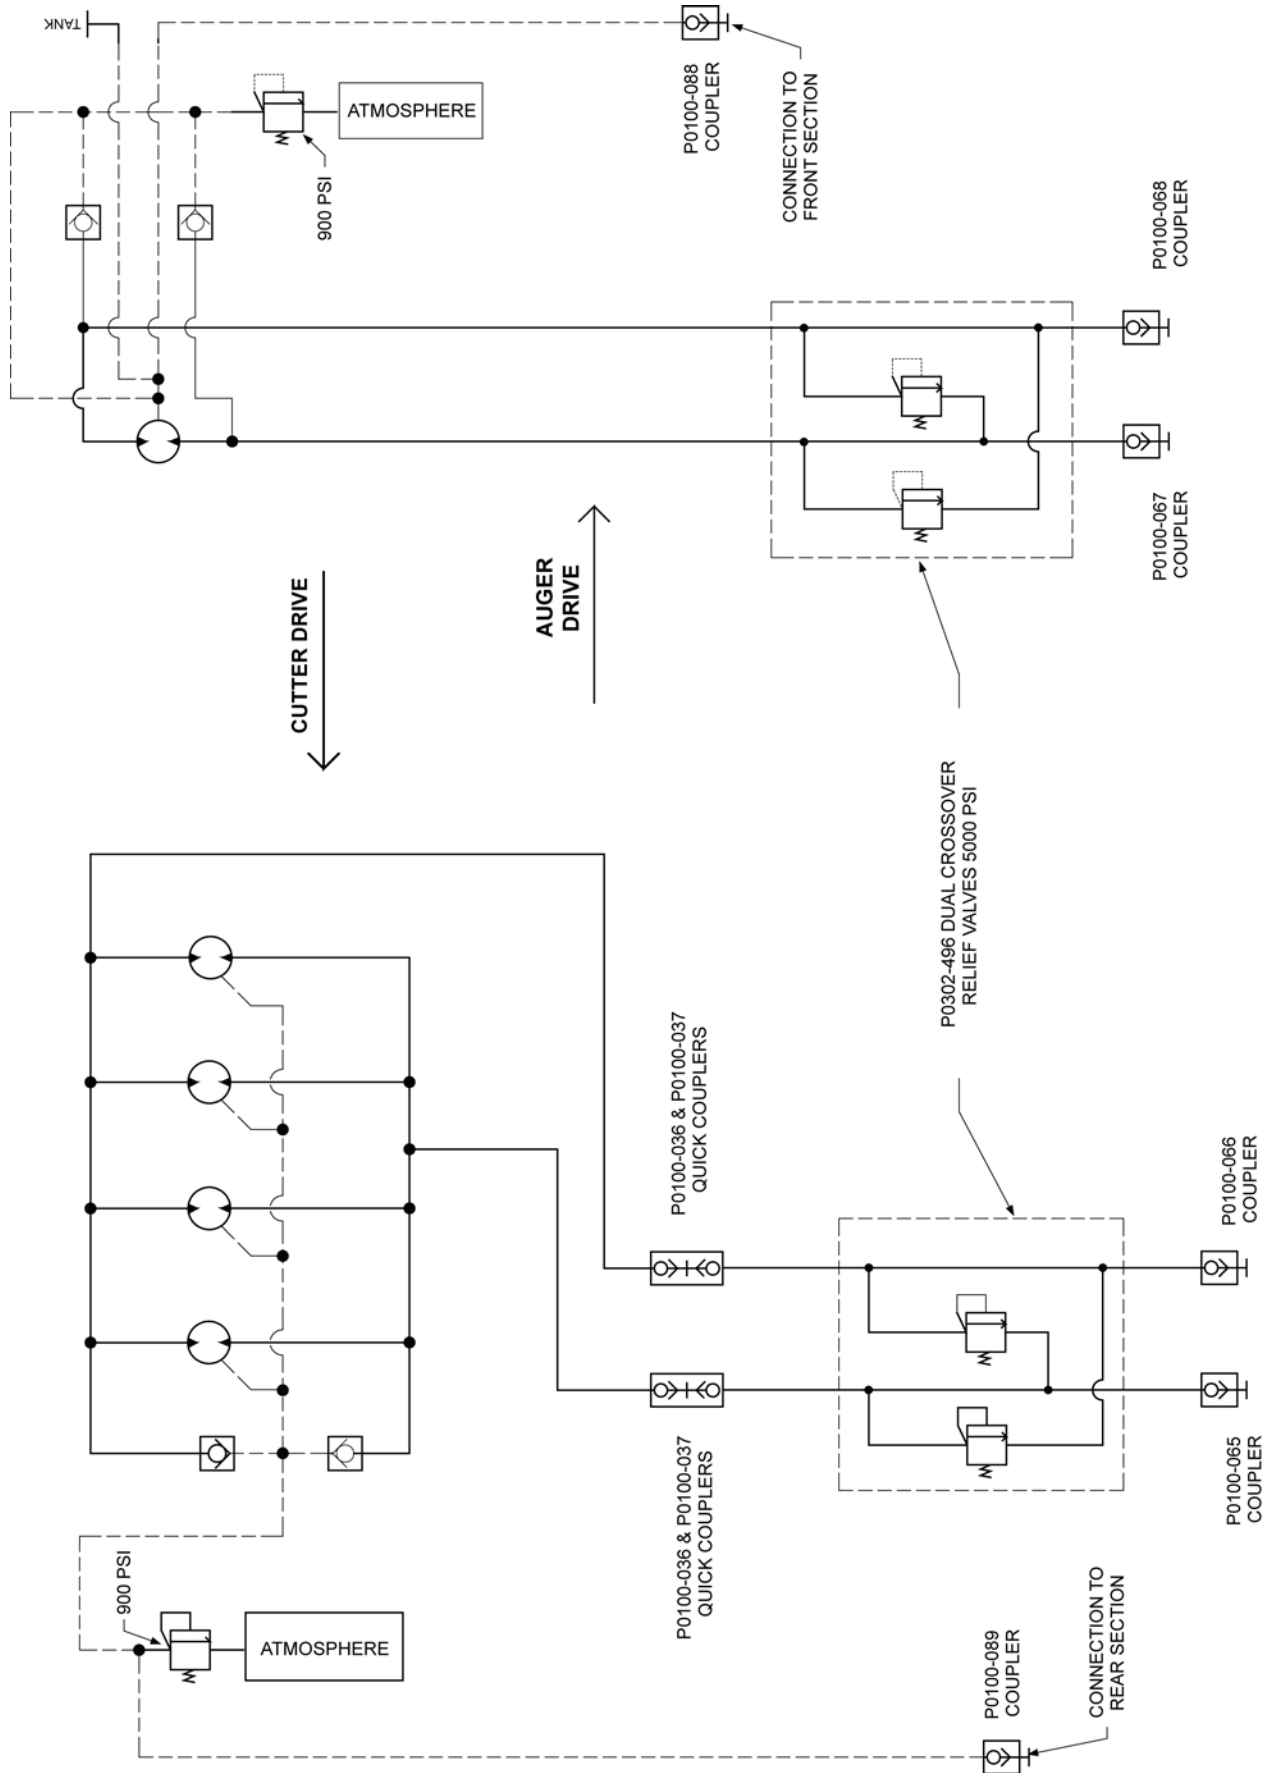 TANK
ATMOSPHERE
900 PSI
P0100-088
COUPLER
CONNECTION TO
FRONT SECTION
P0100-068
COUPLER
P0100-067
COUPLER
CUTTER DRIVE
AUGER
DRIVE
P0302-496 DUAL CROSSOVER
RELIEF VALVES 5000 PSI
P0100-036 & P0100-037
QUICK COUPLERS
P0100-066
COUPLER
P0100-036 & P0100-037
QUICK COUPLERS
P0100-065
COUPLER
900 PSI
ATMOSPHERE
P0100-089
COUPLER
CONNECTION TO
REAR SECTION